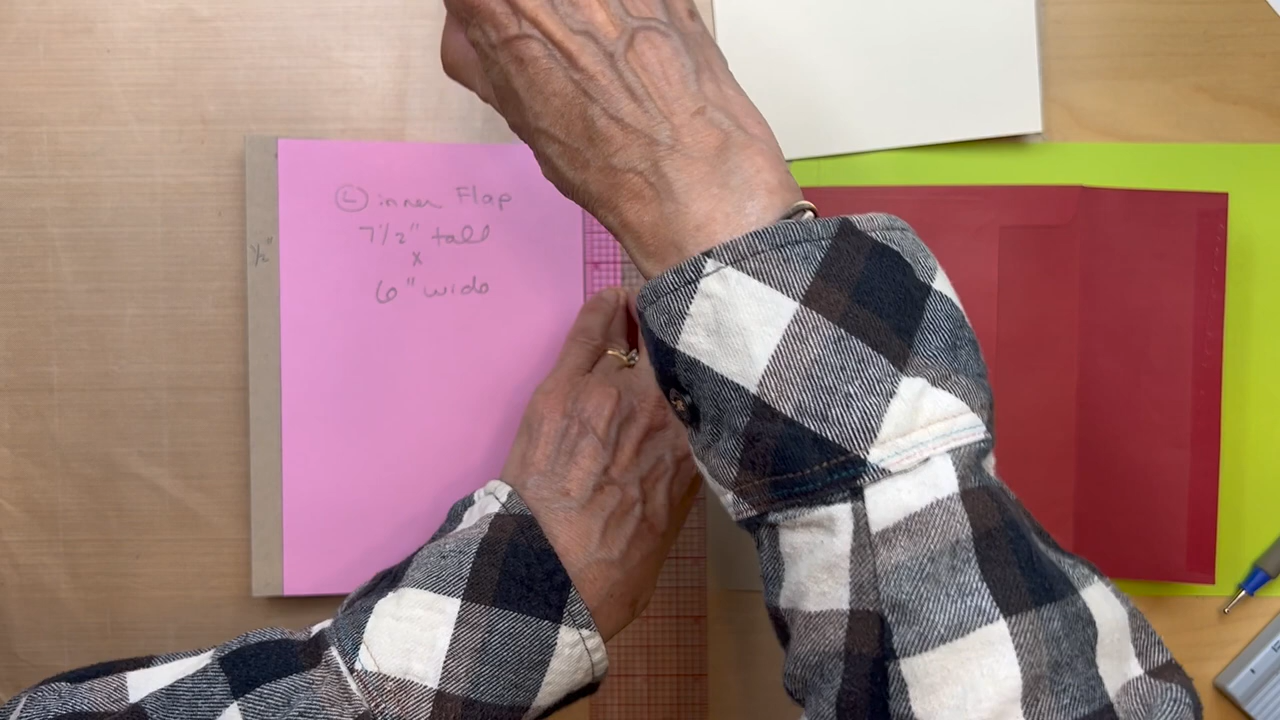 Ⓛ inner Flap
7 1/2" tall
x
6" wide
1/2"